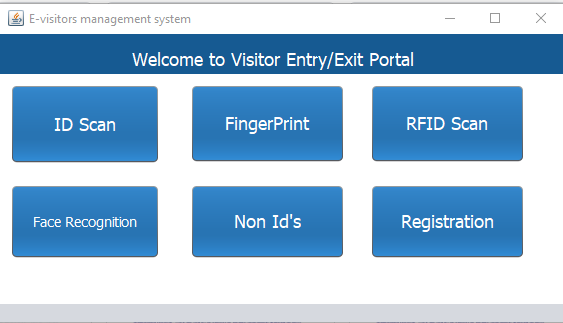 E-visitors management system
Welcome to Visitor Entry/Exit Portal
ID Scan
FingerPrint
RFID Scan
Face Recognition
Non Id's
Registration